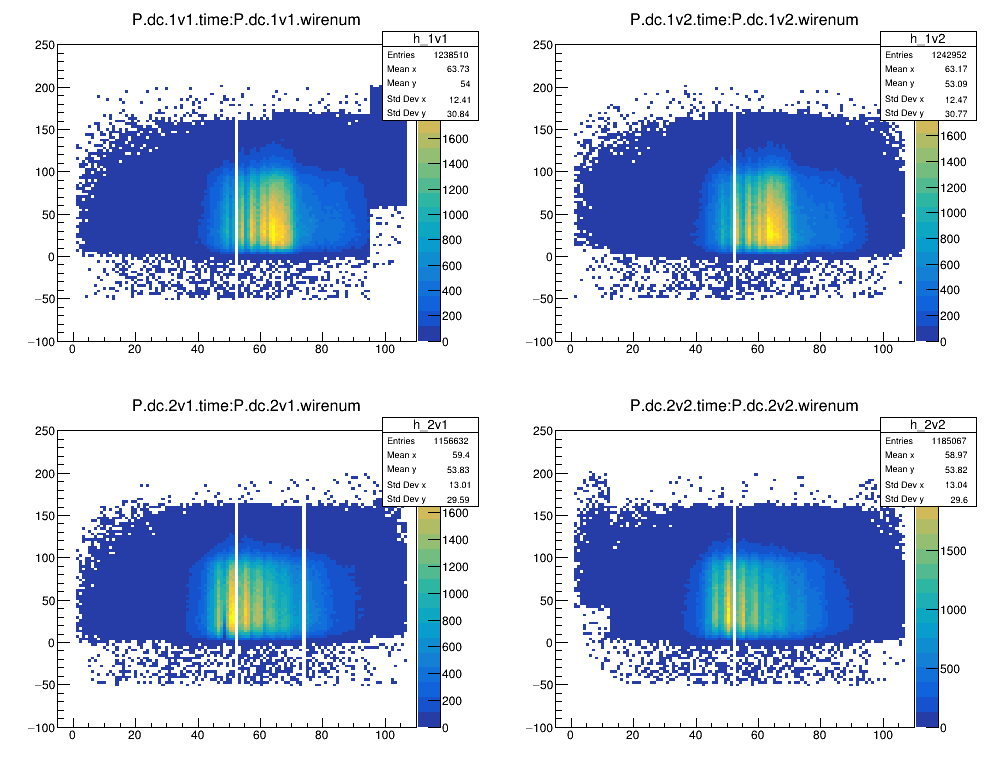 P.dc.1v1.time:P.dc.1v1.wirenum
h_1v1
Entries 1238510
Mean x 63.73
Mean y 54
Std Dev x 12.41
Std Dev y 30.84
250
200
150
100
50
0
−50
−100
0 20 40 60 80 100
1600
1400
1200
1000
800
600
400
200
0
P.dc.1v2.time:P.dc.1v2.wirenum
h_1v2
Entries 1242952
Mean x 63.17
Mean y 53.09
Std Dev x 12.47
Std Dev y 30.77
250
200
150
100
50
0
−50
−100
0 20 40 60 80 100
1600
1400
1200
1000
800
600
400
200
0
P.dc.2v1.time:P.dc.2v1.wirenum
h_2v1
Entries 1156632
Mean x 59.4
Mean y 53.83
Std Dev x 13.01
Std Dev y 29.59
250
200
150
100
50
0
−50
−100
0 20 40 60 80 100
1600
1400
1200
1000
800
600
400
200
0
P.dc.2v2.time:P.dc.2v2.wirenum
h_2v2
Entries 1185067
Mean x 58.97
Mean y 53.82
Std Dev x 13.04
Std Dev y 29.6
250
200
150
100
50
0
−50
−100
0 20 40 60 80 100
1500
1000
500
0